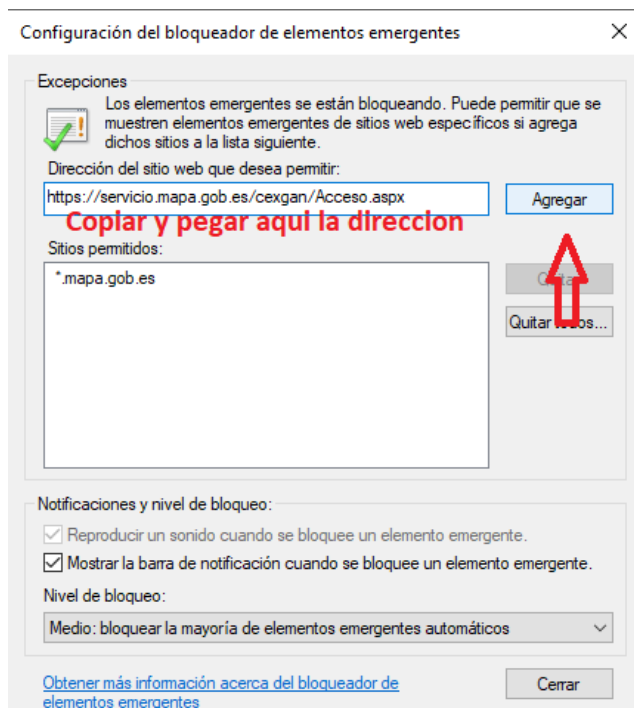 Configuración del bloqueador de elementos emergentes
Excepciones
Los elementos emergentes se están bloqueando. Puede permitir que se
muestren elementos emergentes de sitios web específicos si agrega
dichos sitios a la lista siguiente.
Dirección del sitio web que desea permitir:
https://servicio.mapa.gob.es/cexgan/Acceso.aspx
Agregar
Copiar y pegar aqui la direccion
Sitios permitidos:
*.mapa.gob.es
Quitar
Quitar todos...
Notificaciones y nivel de bloqueo:
Reproducir un sonido cuando se bloquee un elemento emergente.
Mostrar la barra de notificación cuando se bloquee un elemento emergente.
Nivel de bloqueo:
Medio: bloquear la mayoría de elementos emergentes automáticos
Obtener más información acerca del bloqueador de
elementos emergentes
Cerrar